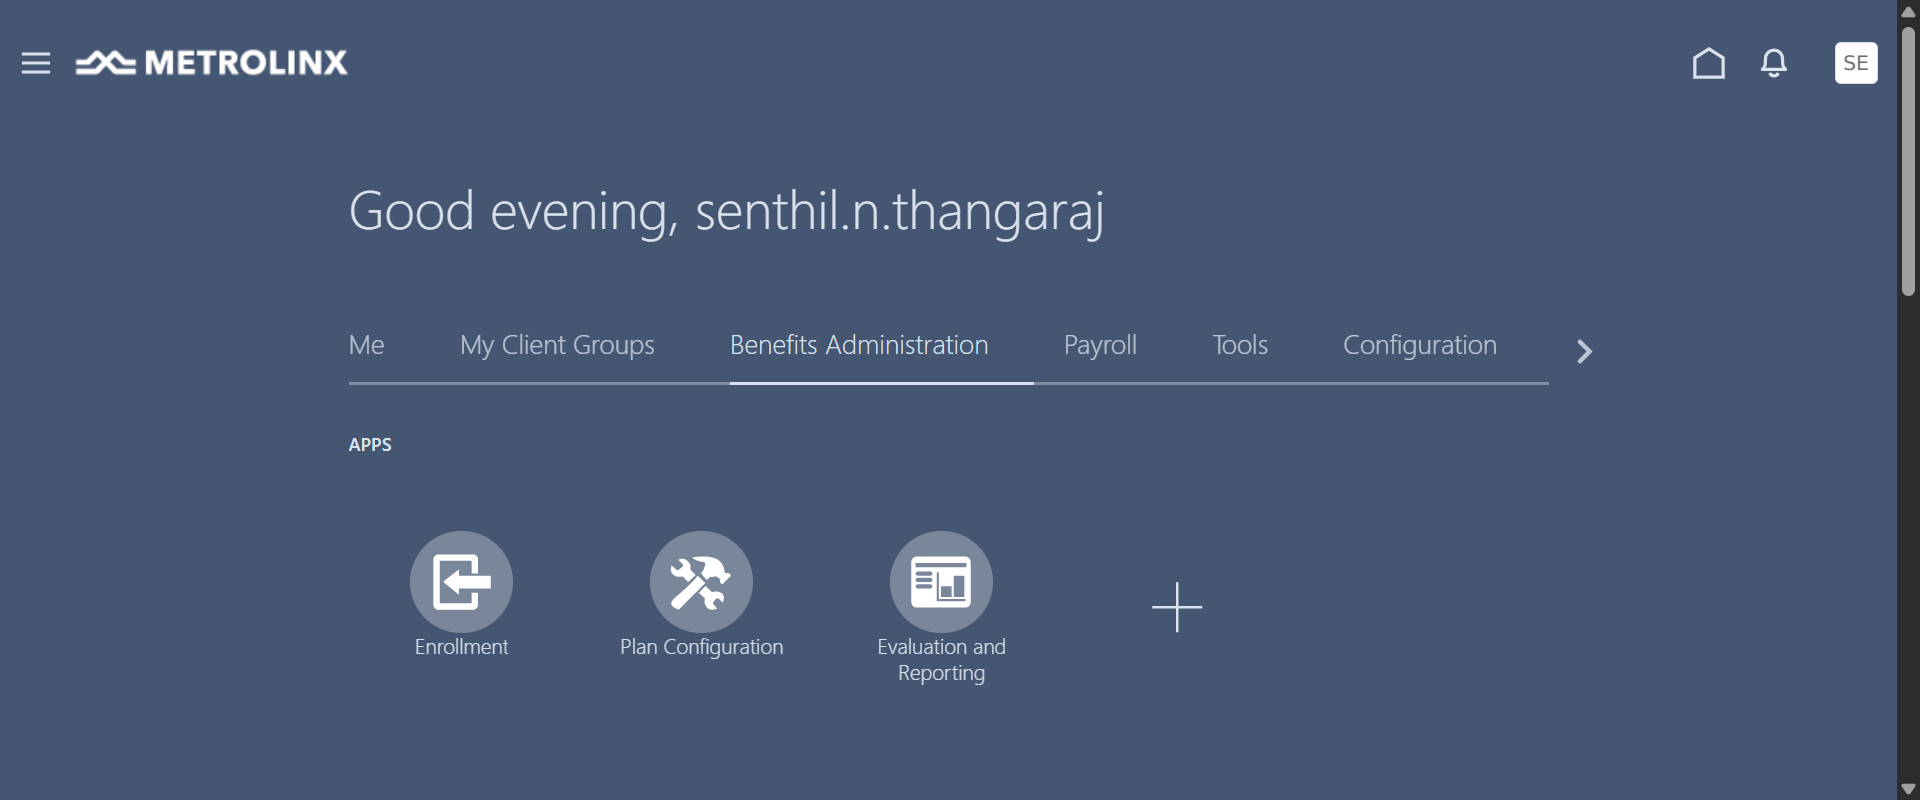 METROLINX
SE
Good evening, senthil.n.thangaraj
Me
My Client Groups
Benefits Administration
Payroll
Tools
Configuration
APPS
Enrollment
Plan Configuration
Evaluation and
Reporting